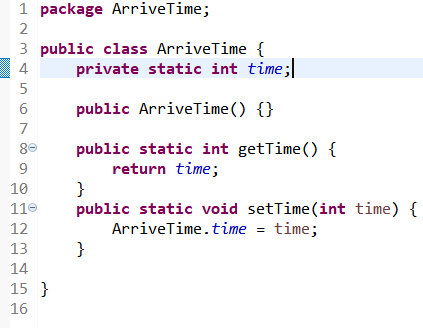 1 package ArriveTime;
2
3 public class ArriveTime {
4     private static int time;
5
6     public ArriveTime() {}
7
8     public static int getTime() {
9         return time;
10     }
11     public static void setTime(int time) {
12         ArriveTime.time = time;
13     }
14
15 }
16